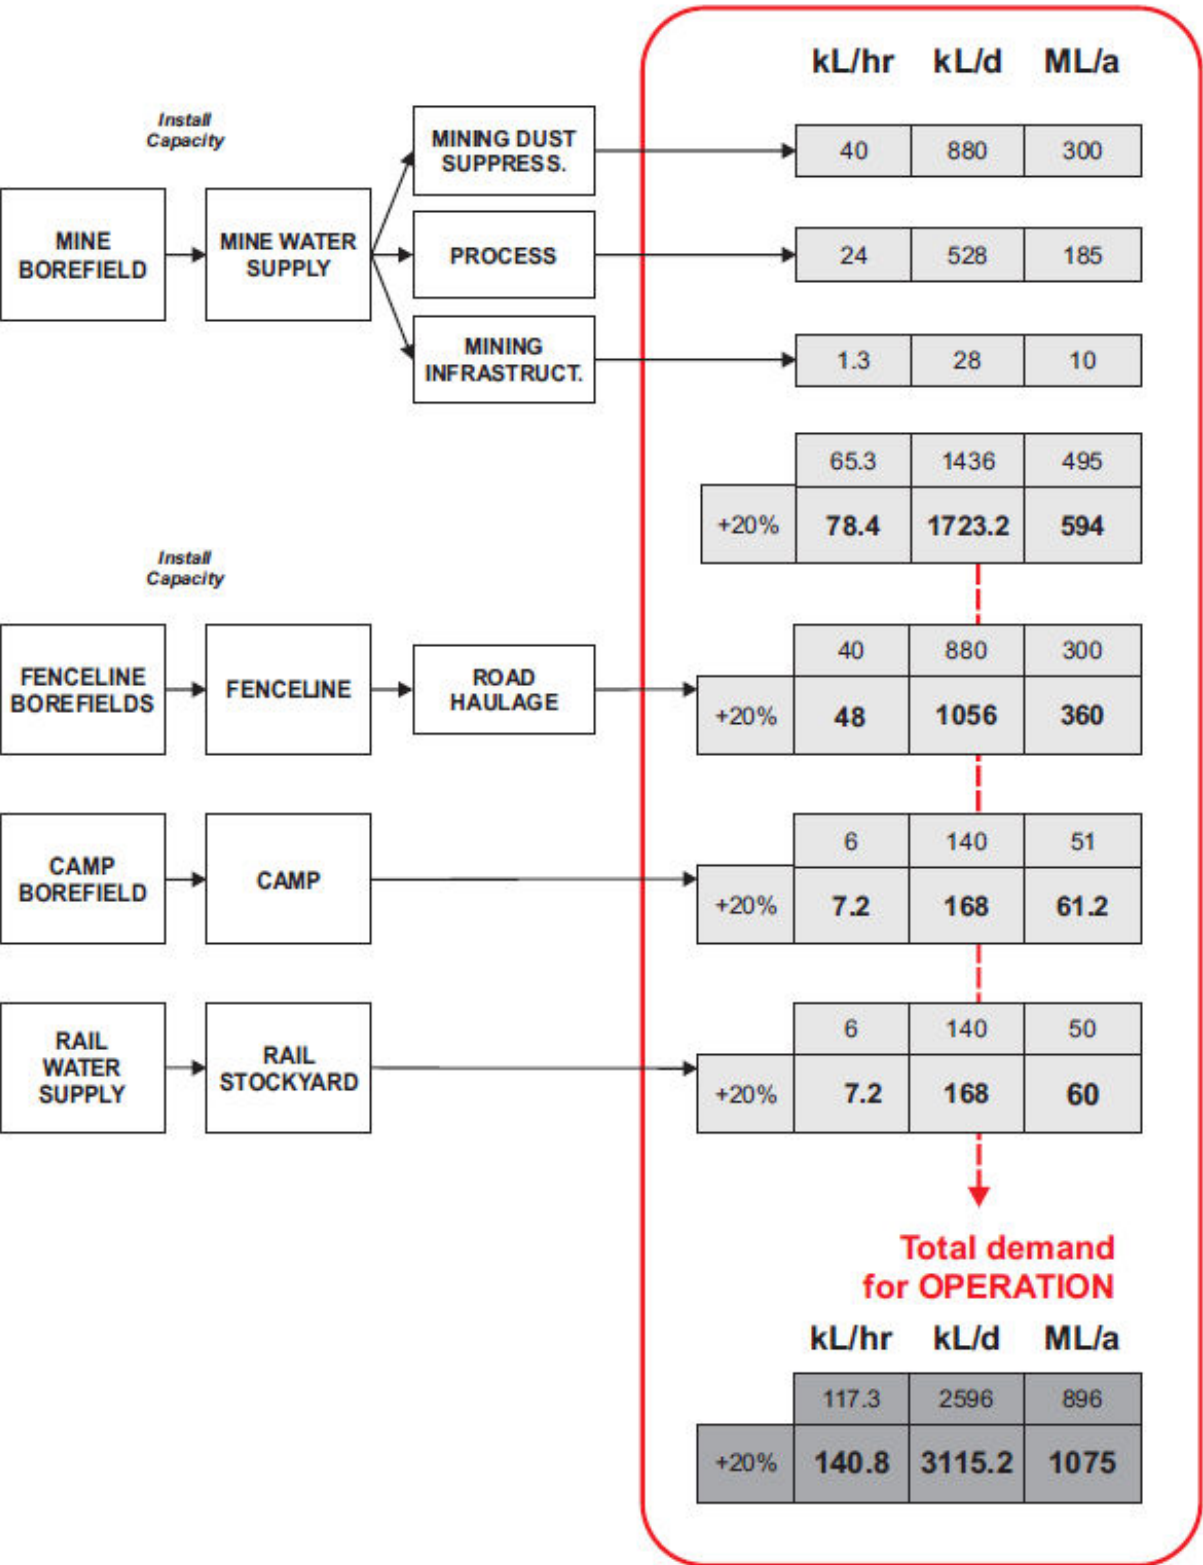 kL/hr kL/d ML/a
Install
Capacity
MINING DUST
SUPPRESS.
40 880 300
MINE
BOREFIELD
MINE WATER
SUPPLY
PROCESS
24 528 185
MINING
INFRASTRUCT.
1.3 28 10
65.3 1436 495
+20% 78.4 1723.2 594
Install
Capacity
FENCELINE
BOREFIELDS
FENCELINE
ROAD
HAULAGE
40 880 300
+20% 48 1056 360
CAMP
BOREFIELD
CAMP
6 140 51
+20% 7.2 168 61.2
RAIL
WATER
SUPPLY
RAIL
STOCKYARD
6 140 50
+20% 7.2 168 60
Total demand
for OPERATION
kL/hr kL/d ML/a
117.3 2596 896
+20% 140.8 3115.2 1075